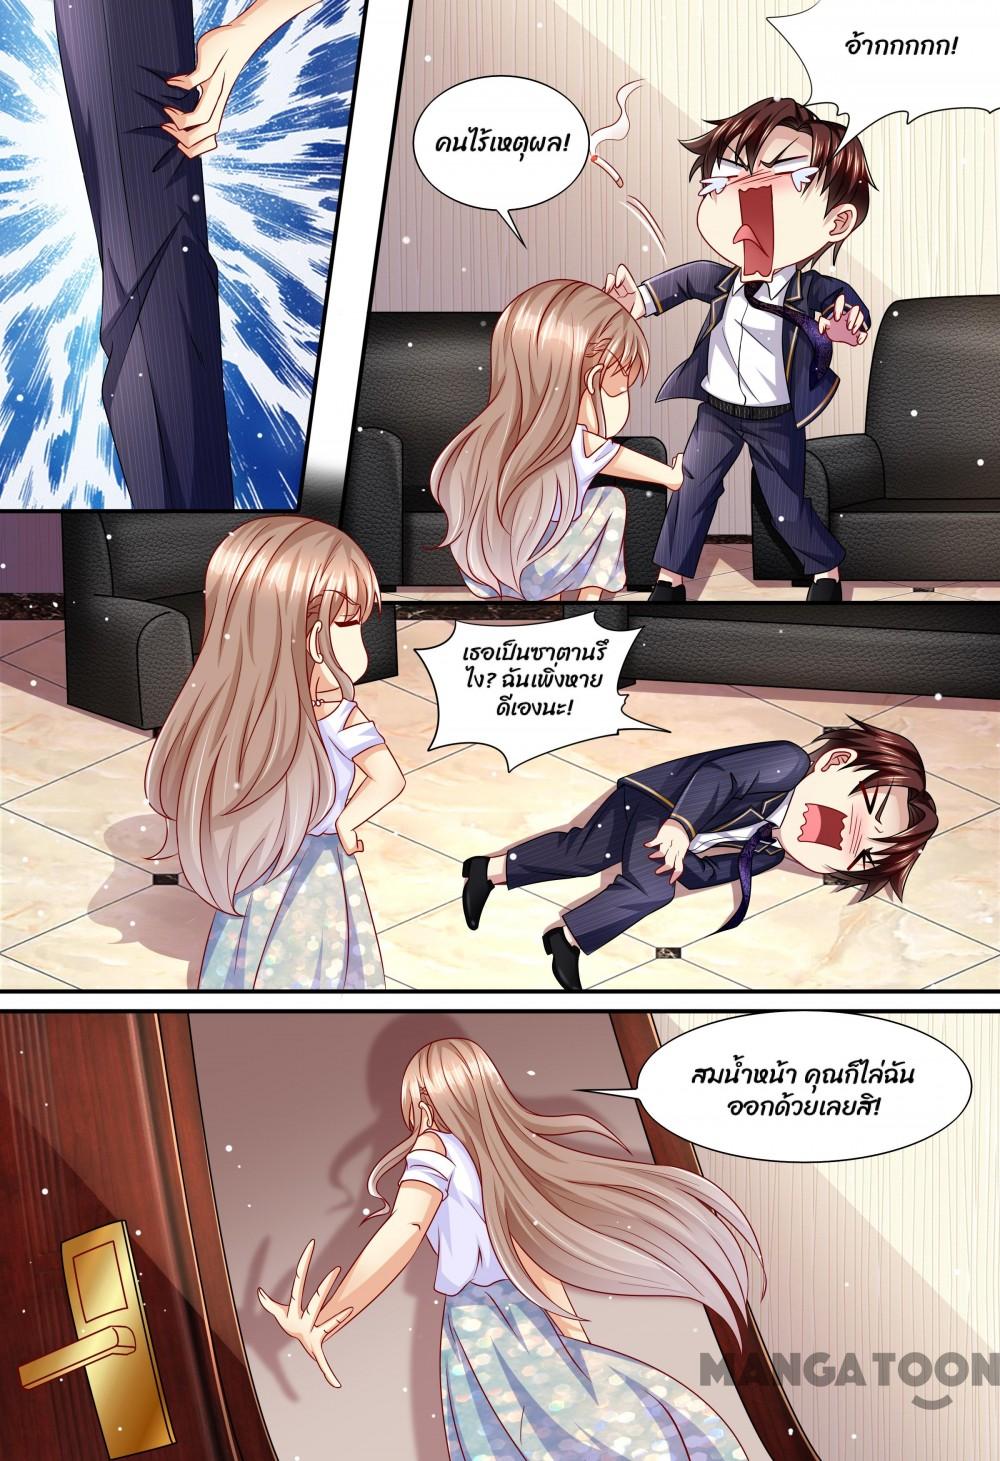 อ้ากกกกก!
คนไร้เหตุผล!
เธอเป็นซาตานรึ
ไง? ฉันเพิ่งหาย
ดีเองนะ!
สมน้ำหน้า คุณก็ไล่ฉัน
ออกด้วยเลยสิ!
MANGATOON